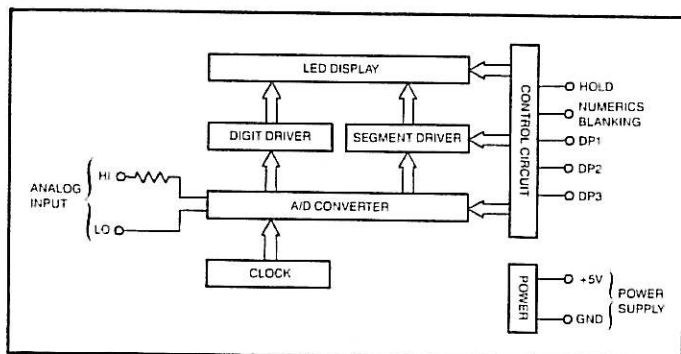 LED DISPLAY
DIGIT DRIVER
SEGMENT DRIVER
A/D CONVERTER
CLOCK
ANALOG
INPUT
HI
LO
CONTROL CIRCUIT
HOLD
NUMERICS
BLANKING
DP1
DP2
DP3
POWER
+5V
GND
POWER
SUPPLY